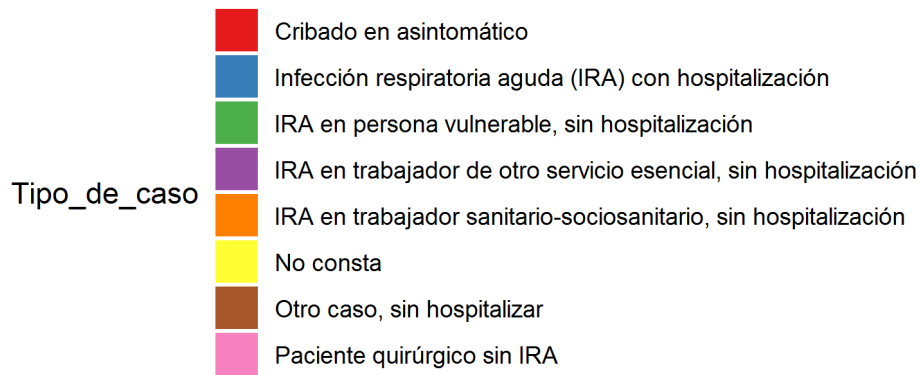 Tipo_de_caso
Cribado en asintomático
Infección respiratoria aguda (IRA) con hospitalización
IRA en persona vulnerable, sin hospitalización
IRA en trabajador de otro servicio esencial, sin hospitalización
IRA en trabajador sanitario-sociosanitario, sin hospitalización
No consta
Otro caso, sin hospitalizar
Paciente quirúrgico sin IRA